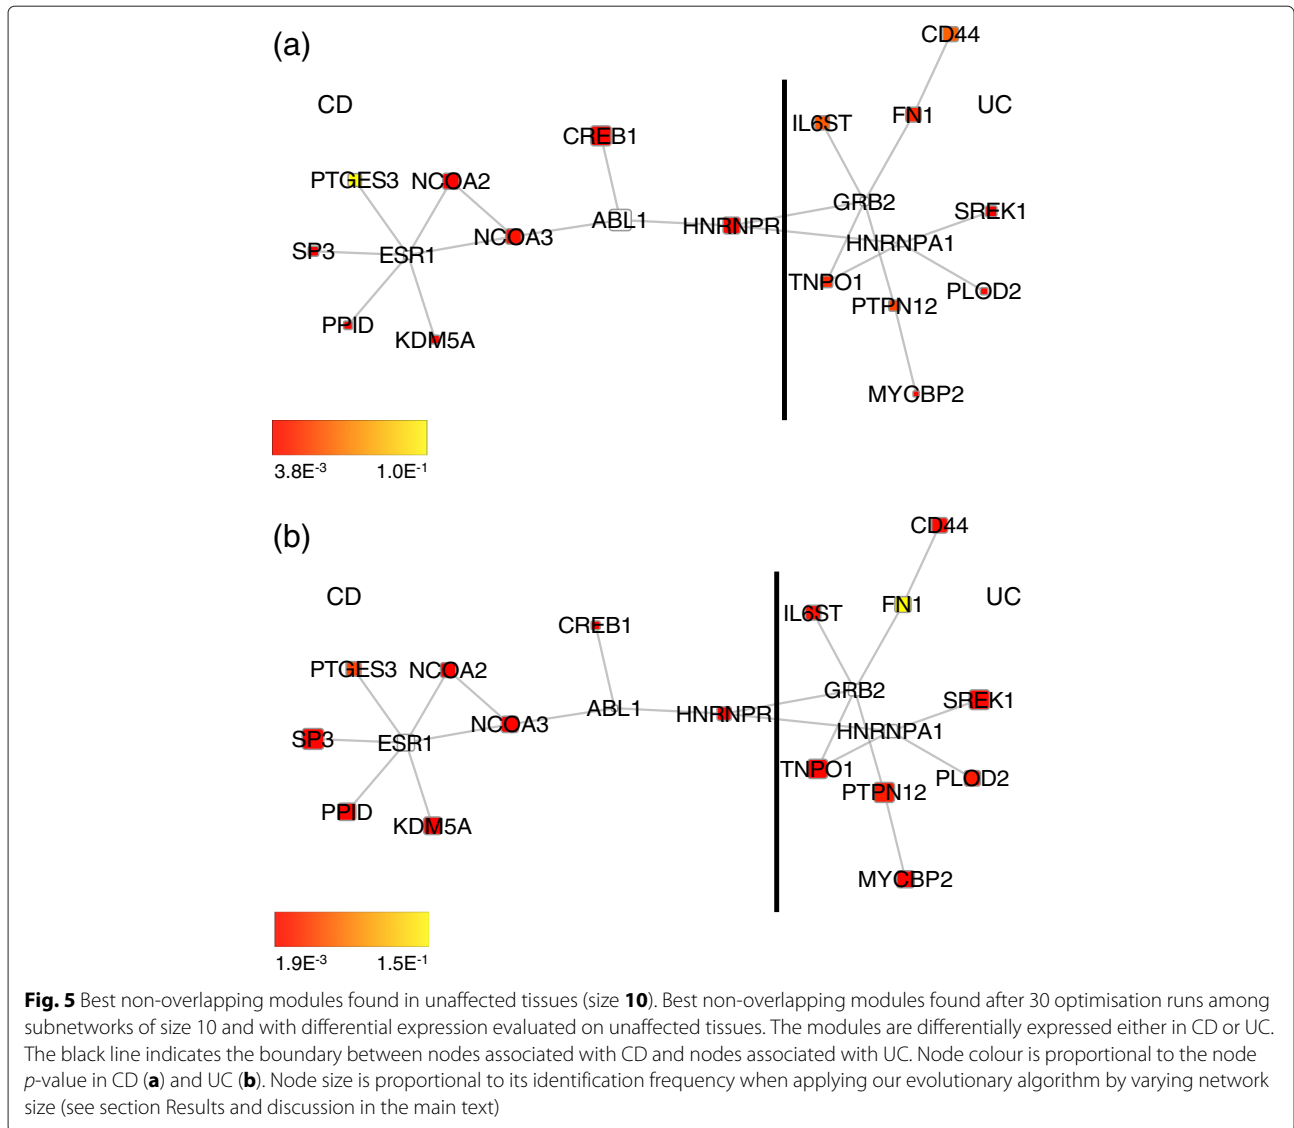 (a)
CD44
CD
UC
IL6ST
FN1
CREB1
PTGES3
NCOA2
GRB2
SREK1
ABL1
HNRNPR
NCOA3
HNRNPA1
SP3
ESR1
TNPO1
PLOD2
PTPN12
PPID
KDM5A
MYCBP2
3.8E-3
1.0E-1
(b)
CD44
CD
UC
FN1
IL6ST
CREB1
PTGES3
NCOA2
GRB2
SREK1
ABL1
HNRNPR
NCOA3
HNRNPA1
SP3
ESR1
TNPO1
PLOD2
PTPN12
PPID
KDM5A
MYCBP2
1.9E-3
1.5E-1
Fig. 5 Best non-overlapping modules found in unaffected tissues (size 10). Best non-overlapping modules found after 30 optimisation runs among
subnetworks of size 10 and with differential expression evaluated on unaffected tissues. The modules are differentially expressed either in CD or UC.
The black line indicates the boundary between nodes associated with CD and nodes associated with UC. Node colour is proportional to the node
p-value in CD (a) and UC (b). Node size is proportional to its identification frequency when applying our evolutionary algorithm by varying network
size (see section Results and discussion in the main text)